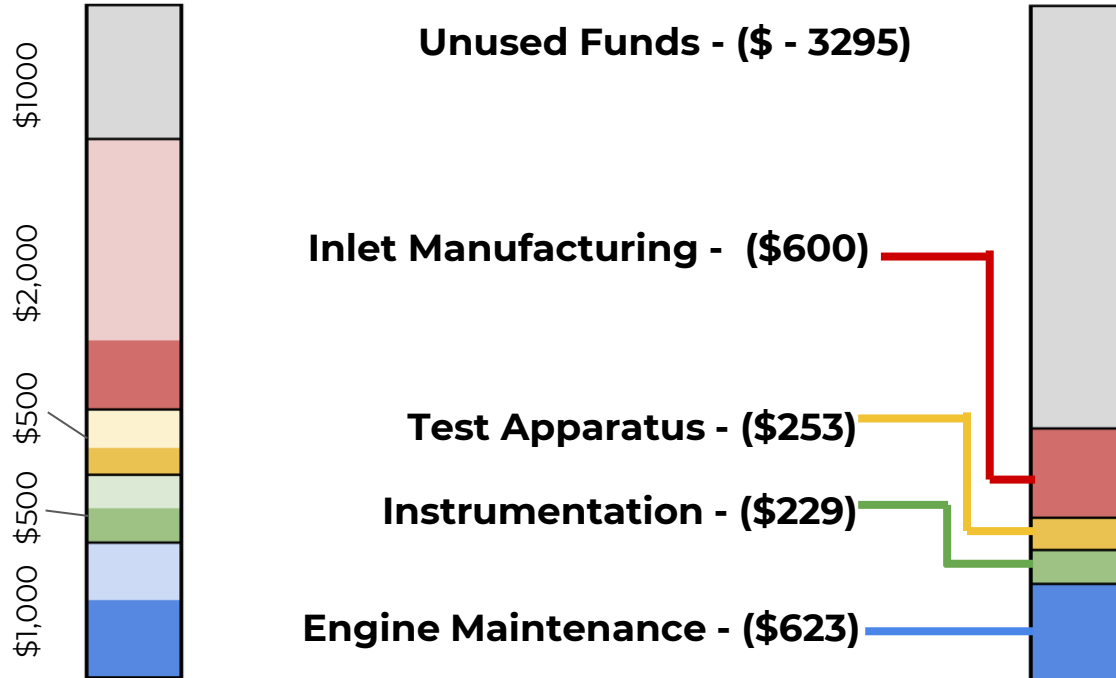 $1000
$2,000
$500
$500
$1,000
Unused Funds - ($ - 3295)
Inlet Manufacturing - ($600)
Test Apparatus - ($253)
Instrumentation - ($229)
Engine Maintenance - ($623)